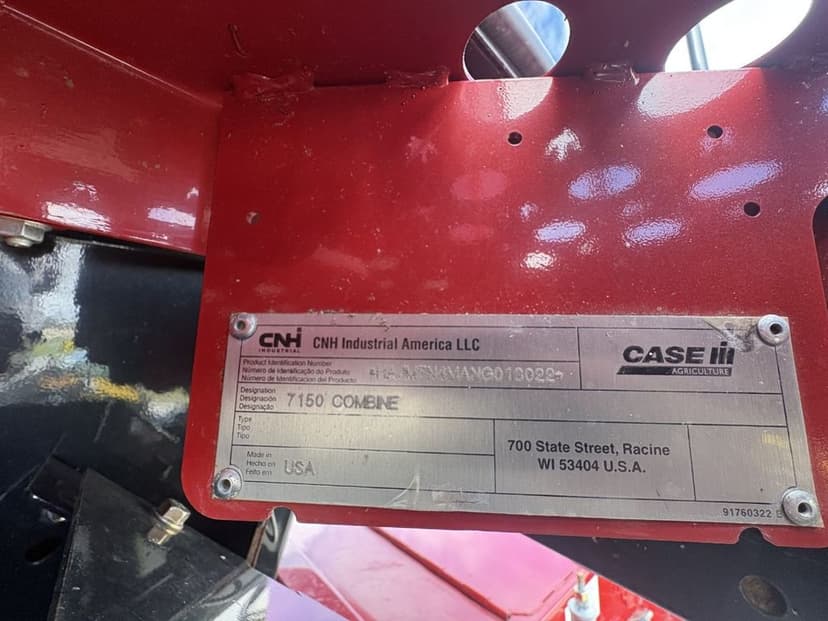 CNH
INDUSTRIAL
CNH Industrial America LLC
Product Identification Number
Número de Identificação do Produto
Número de Identificacion del Producto
CASE IH
AGRICULTURE
Designation
Designación
Designação
7150 COMBINE
Type
Tipo
Tipo
Made in
Hecho en
Feito em
USA
700 State Street, Racine
WI 53404 U.S.A.
91760322